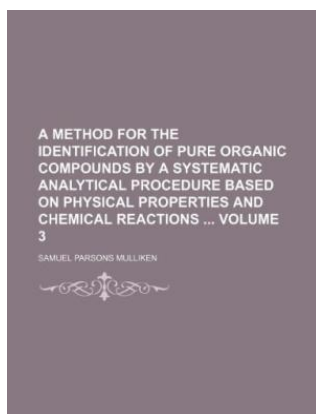 A METHOD FOR THE
IDENTIFICATION OF PURE ORGANIC
COMPOUNDS BY A SYSTEMATIC
ANALYTICAL PROCEDURE BASED
ON PHYSICAL PROPERTIES AND
CHEMICAL REACTIONS ... VOLUME
3
SAMUEL PARSONS MULLIKEN